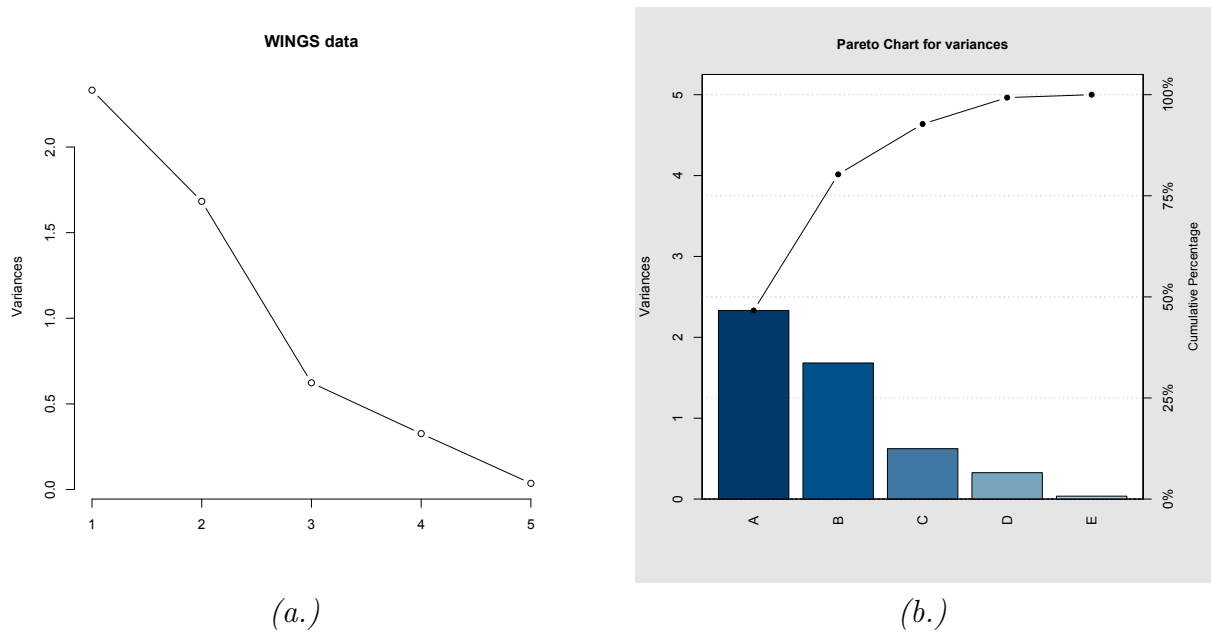 WINGS data
Variances
2.0
1.5
1.0
0.5
0.0
1 2 3 4 5
(a.)
Pareto Chart for variances
Variances
5
4
3
2
1
0
100%
75%
50%
25%
0%
Cumulative Percentage
A B C D E
(b.)